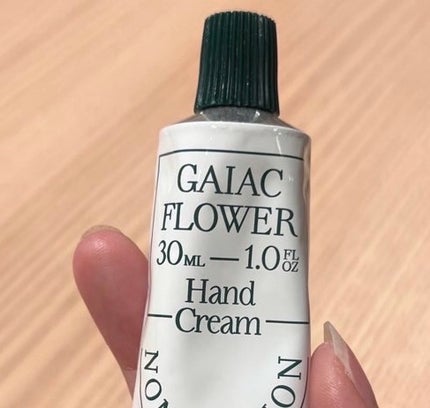 GAIAC
FLOWER
30ML — 1.0 FL OZ
Hand
Cream